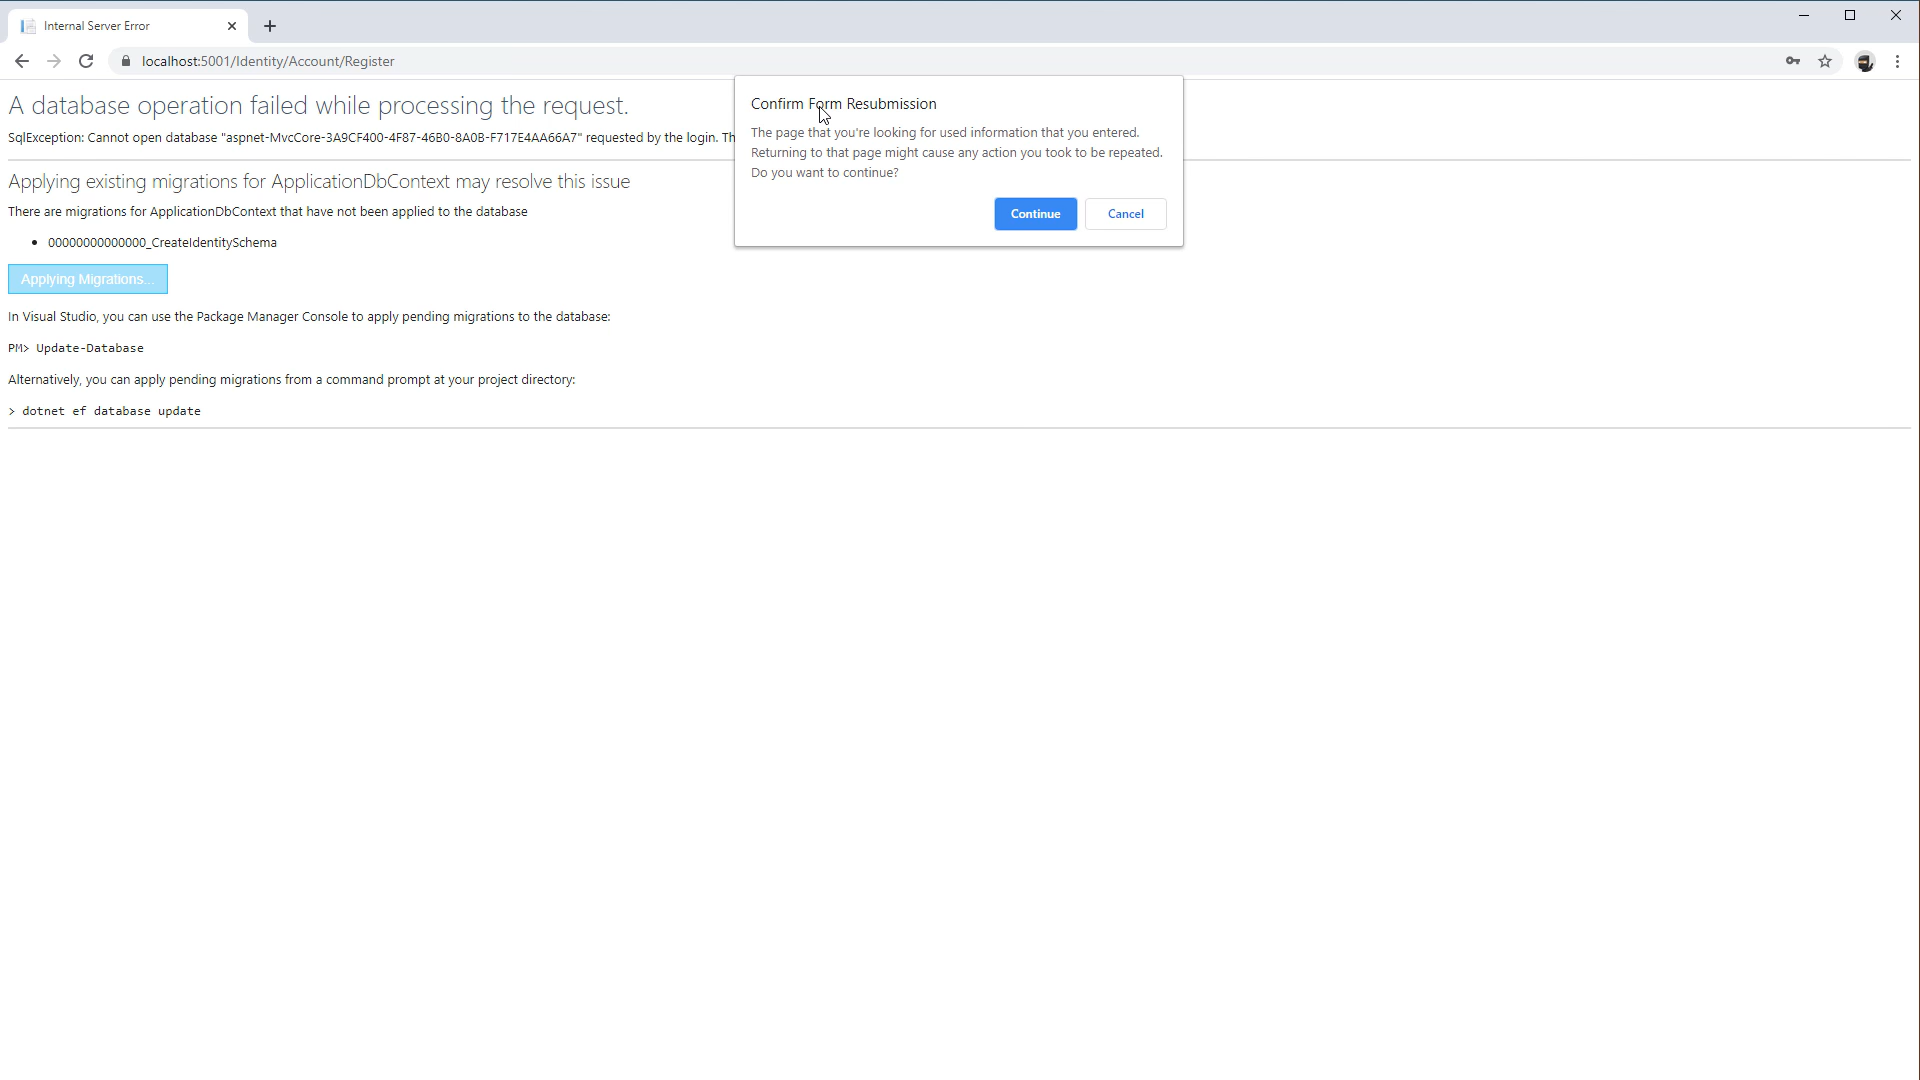 Internal Server Error
localhost:5001/Identity/Account/Register
A database operation failed while processing the request.
SqlException: Cannot open database "aspnet-MvcCore-3A9CF400-4F87-46B0-8A0B-F717E4AA66A7" requested by the login. Th
Applying existing migrations for ApplicationDbContext may resolve this issue
There are migrations for ApplicationDbContext that have not been applied to the database
• 00000000000000_CreateIdentitySchema
Applying Migrations...
In Visual Studio, you can use the Package Manager Console to apply pending migrations to the database:
PM> Update-Database
Alternatively, you can apply pending migrations from a command prompt at your project directory:
> dotnet ef database update
Confirm Form Resubmission
The page that you're looking for used information that you entered.
Returning to that page might cause any action you took to be repeated.
Do you want to continue?
Continue
Cancel